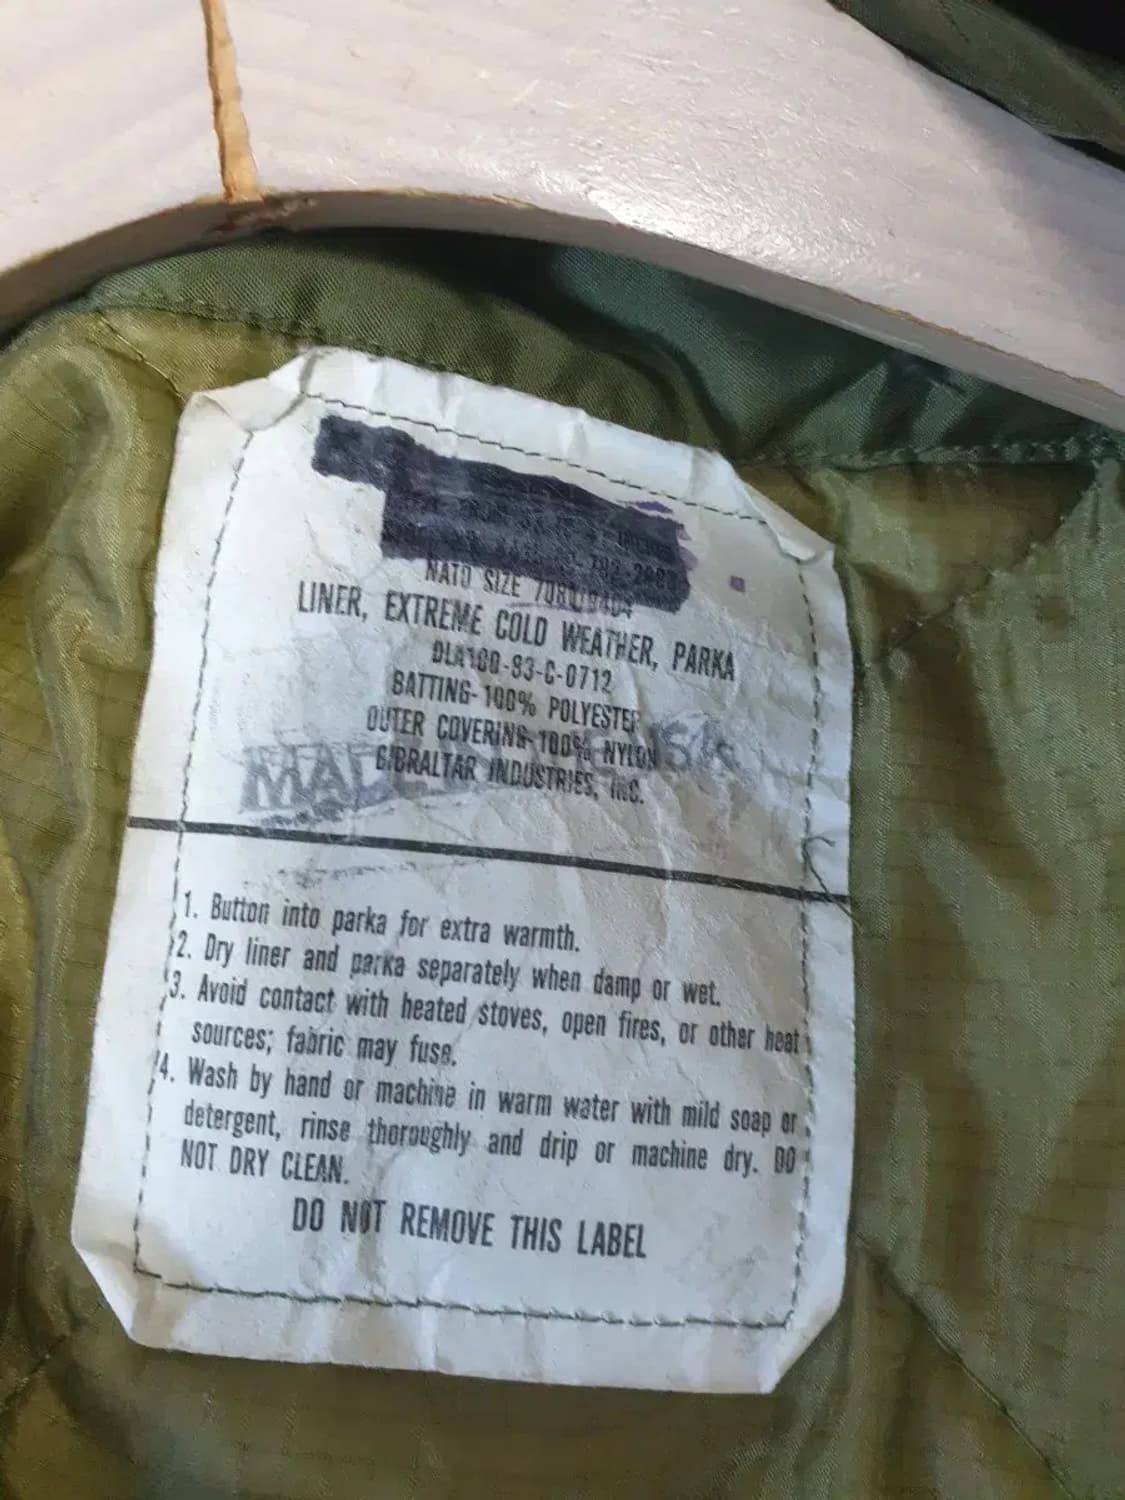 NATO SIZE
LINER, EXTREME COLD WEATHER, PARKA
DLA100-83-C-0712
BATTING-100% POLYESTER
OUTER COVERING-100% NYLON
GIBRALTAR INDUSTRIES, INC.
MADE IN USA
1. Button into parka for extra warmth.
2. Dry liner and parka separately when damp or wet.
3. Avoid contact with heated stoves, open fires, or other heat
sources; fabric may fuse.
4. Wash by hand or machine in warm water with mild soap or
detergent, rinse thoroughly and drip or machine dry. DO
NOT DRY CLEAN.
DO NOT REMOVE THIS LABEL